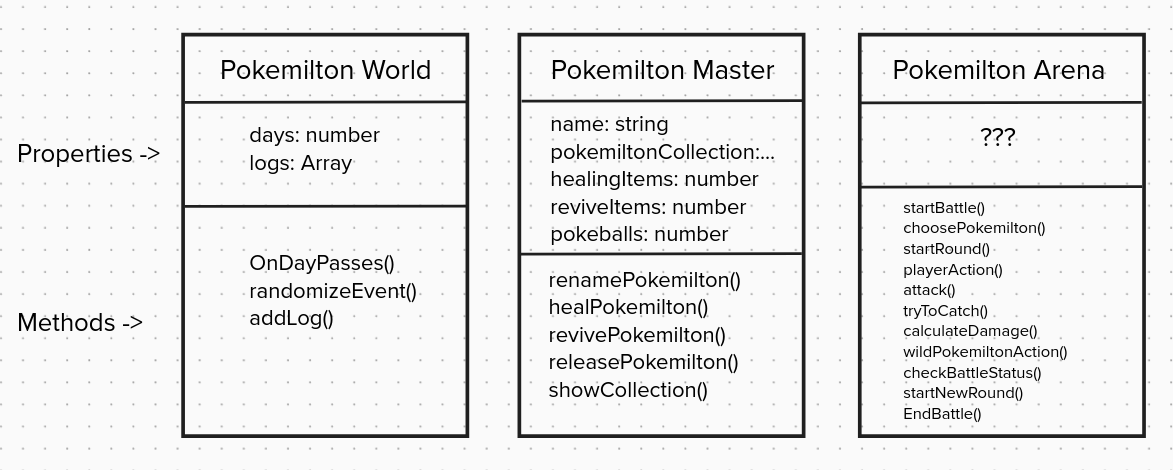 Pokemilton World
Pokemilton Master
Pokemilton Arena
Properties ->
days: number
logs: Array
name: string
pokemiltonCollection:...
healingItems: number
reviveItems: number
pokeballs: number
???
Methods ->
OnDayPasses()
randomizeEvent()
addLog()
renamePokemilton()
healPokemilton()
revivePokemilton()
releasePokemilton()
showCollection()
startBattle()
choosePokemilton()
startRound()
playerAction()
attack()
tryToCatch()
calculateDamage()
wildPokemiltonAction()
checkBattleStatus()
startNewRound()
EndBattle()